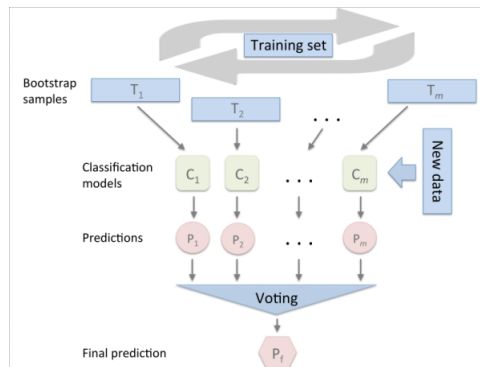 Training set
Bootstrap
samples
T1
T2
. . .
Tm
Classification
models
C1
C2
. . .
Cm
New data
Predictions
P1
P2
. . .
Pm
Voting
Final prediction
Pf